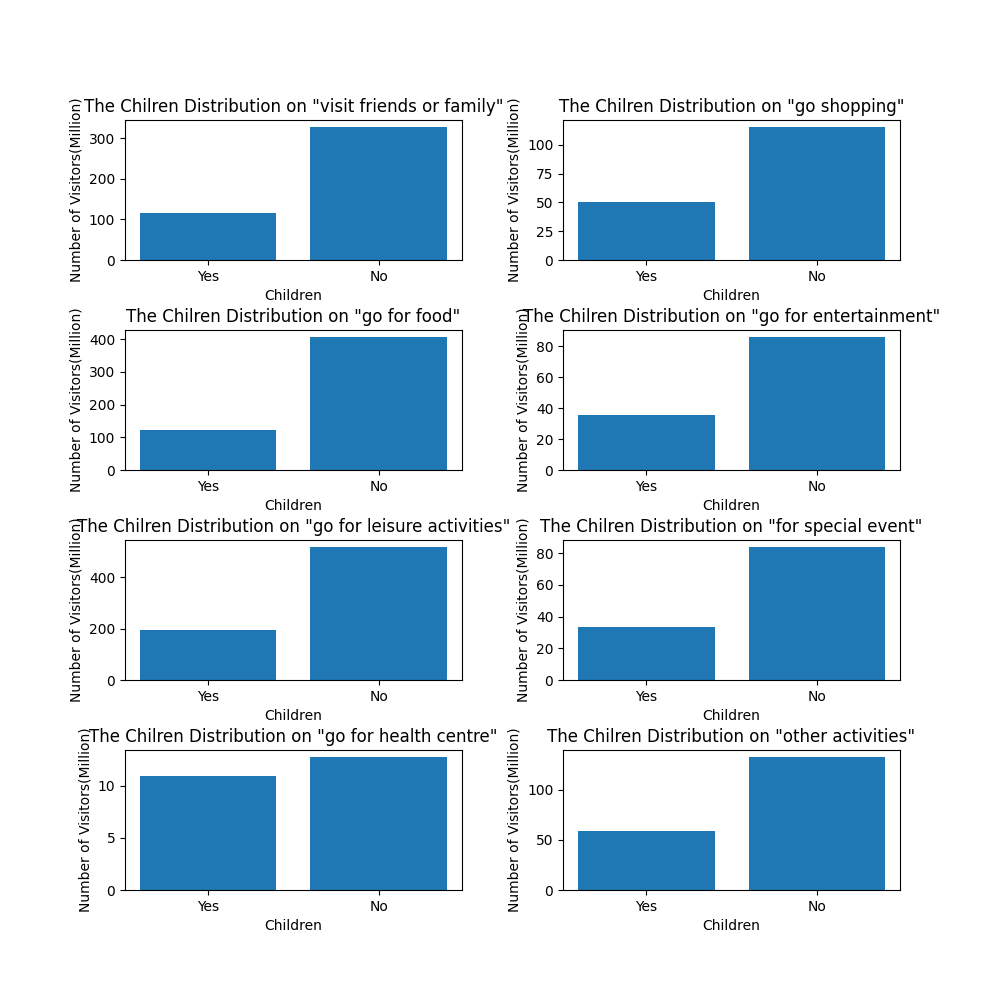 The Chilren Distribution on "visit friends or family"
Number of Visitors(Million)
300
200
100
0
Yes
No
Children
The Chilren Distribution on "go shopping"
Number of Visitors(Million)
100
75
50
25
0
Yes
No
Children
The Chilren Distribution on "go for food"
Number of Visitors(Million)
400
300
200
100
0
Yes
No
Children
The Chilren Distribution on "go for entertainment"
Number of Visitors(Million)
80
60
40
20
0
Yes
No
Children
The Chilren Distribution on "go for leisure activities"
Number of Visitors(Million)
400
200
0
Yes
No
Children
The Chilren Distribution on "for special event"
Number of Visitors(Million)
80
60
40
20
0
Yes
No
Children
The Chilren Distribution on "go for health centre"
Number of Visitors(Million)
10
5
0
Yes
No
Children
The Chilren Distribution on "other activities"
Number of Visitors(Million)
100
50
0
Yes
No
Children